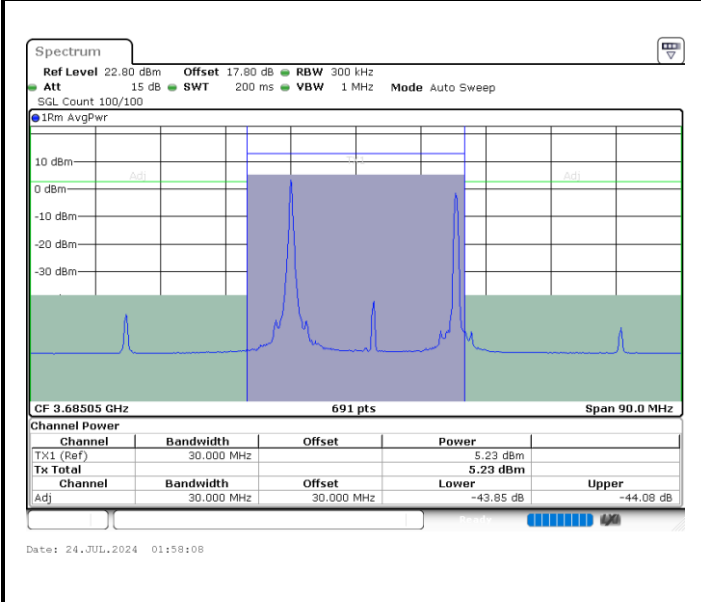 Spectrum
Ref Level 22.80 dBm Offset 17.80 dB RBW 300 kHz
Att 15 dB SWT 200 ms VBW 1 MHz Mode Auto Sweep
SGL Count 100/100
1Rm AvgPwr
10 dBm
Adj Adj
0 dBm
-10 dBm
-20 dBm
-30 dBm
CF 3.68505 GHz 691 pts Span 90.0 MHz
Channel Power
Channel Bandwidth Offset Power
TX1 (Ref) 30.000 MHz 5.23 dBm
Tx Total 5.23 dBm
Channel Bandwidth Offset Lower Upper
Adj 30.000 MHz 30.000 MHz -43.85 dB -44.08 dB
Ready
Date: 24.JUL.2024 01:58:08